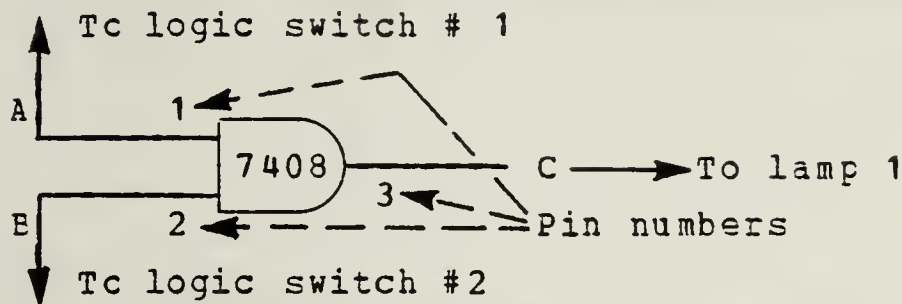 Tc logic switch # 1
A
1
7408
C
To lamp 1
3
B
2
Pin numbers
Tc logic switch #2